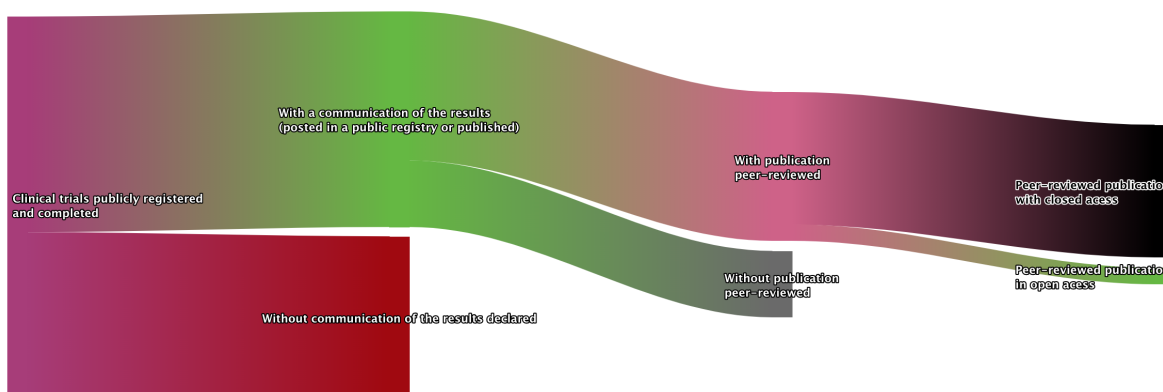 With a communication of the results
(posted in a public registry or published)
With publication
peer-reviewed
Peer-reviewed publicatio
with closed acess
Clinical trials publicly registered
and completed
Without publication
peer-reviewed
Peer-reviewed publicatio
in open acess
Without communication of the results declared